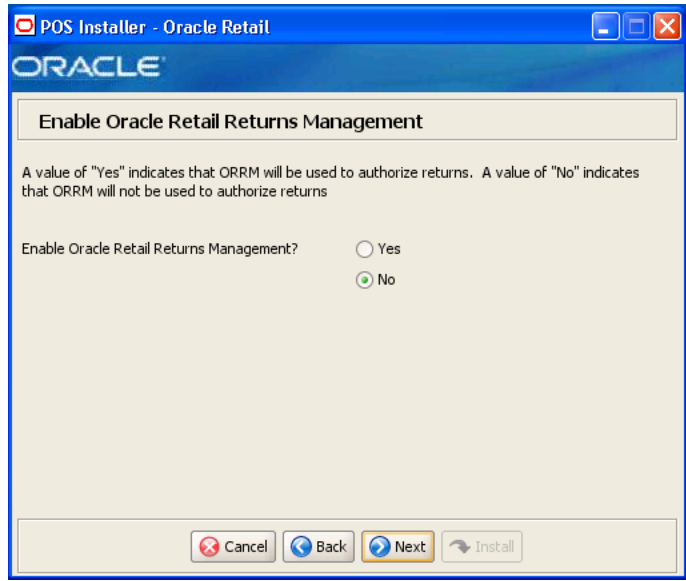 POS Installer - Oracle Retail
ORACLE
Enable Oracle Retail Returns Management
A value of "Yes" indicates that ORRM will be used to authorize returns. A value of "No" indicates
that ORRM will not be used to authorize returns
Enable Oracle Retail Returns Management?
Yes
No
Cancel
Back
Next
Install